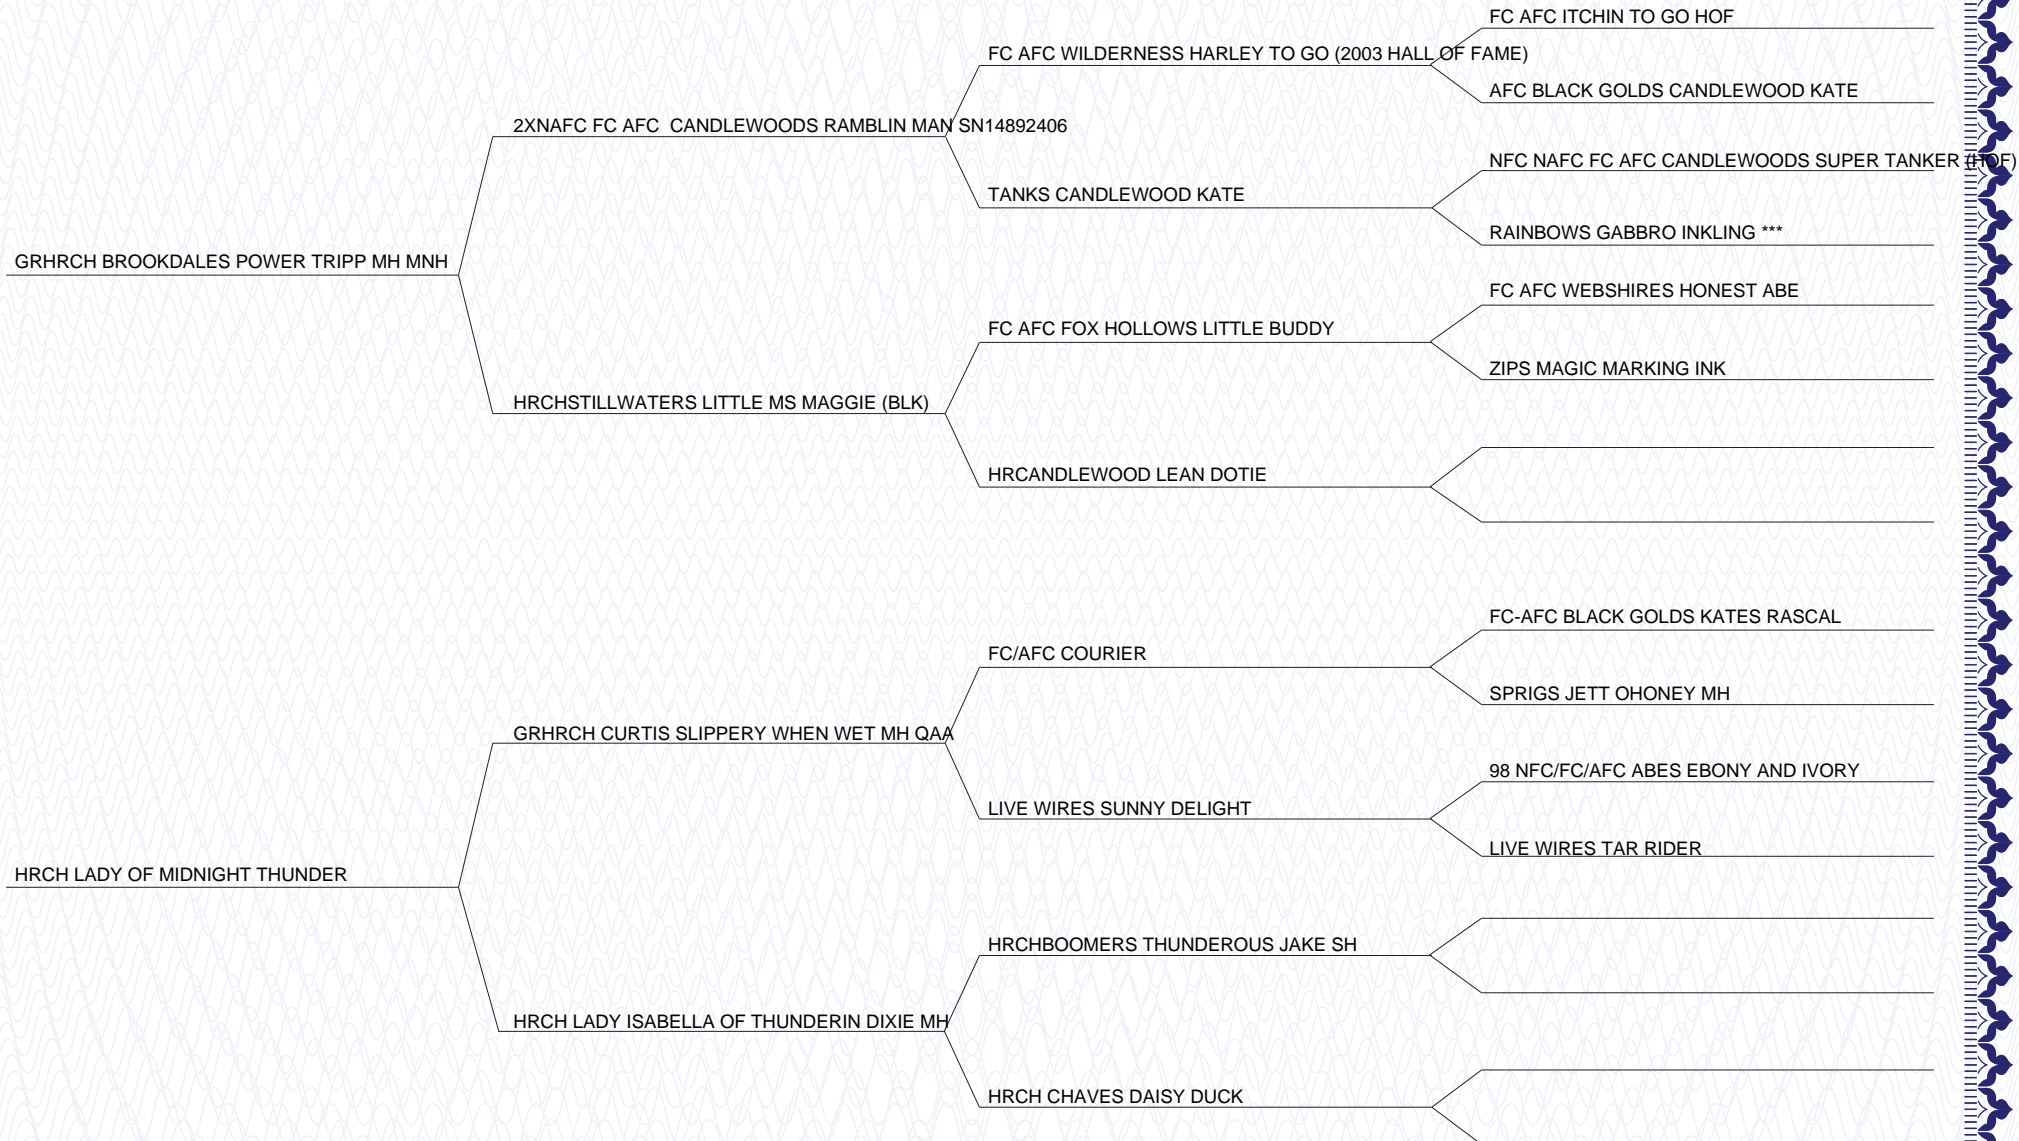 FC AFC ITCHIN TO GO HOF
FC AFC WILDERNESS HARLEY TO GO (2003 HALL OF FAME)
AFC BLACK GOLDS CANDLEWOOD KATE
2XNAFC FC AFC  CANDLEWOODS RAMBLIN MAN SN14892406
NFC NAFC FC AFC CANDLEWOODS SUPER TANKER (HOF)
TANKS CANDLEWOOD KATE
RAINBOWS GABBRO INKLING ***
GRHRCH BROOKDALES POWER TRIPP MH MNH
FC AFC WEBSHIRES HONEST ABE
FC AFC FOX HOLLOWS LITTLE BUDDY
ZIPS MAGIC MARKING INK
HRCHSTILLWATERS LITTLE MS MAGGIE (BLK)
HRCANDLEWOOD LEAN DOTIE
FC-AFC BLACK GOLDS KATES RASCAL
FC/AFC COURIER
SPRIGS JETT OHONEY MH
GRHRCH CURTIS SLIPPERY WHEN WET MH QAA
98 NFC/FC/AFC ABES EBONY AND IVORY
LIVE WIRES SUNNY DELIGHT
LIVE WIRES TAR RIDER
HRCH LADY OF MIDNIGHT THUNDER
HRCHBOOMERS THUNDEROUS JAKE SH
HRCH LADY ISABELLA OF THUNDERIN DIXIE MH
HRCH CHAVES DAISY DUCK